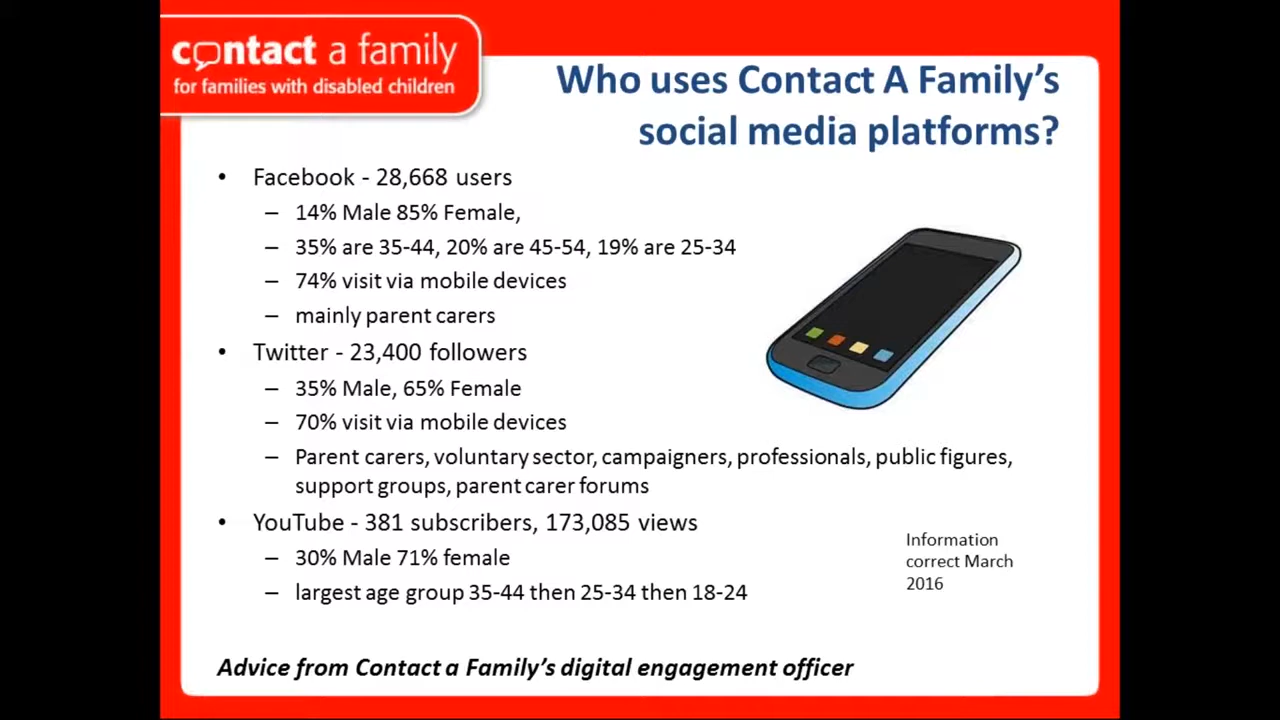 contact a family
for families with disabled children
Who uses Contact A Family's
social media platforms?
• Facebook - 28,668 users
– 14% Male 85% Female,
– 35% are 35-44, 20% are 45-54, 19% are 25-34
– 74% visit via mobile devices
– mainly parent carers
• Twitter - 23,400 followers
– 35% Male, 65% Female
– 70% visit via mobile devices
– Parent carers, voluntary sector, campaigners, professionals, public figures,
support groups, parent carer forums
• YouTube - 381 subscribers, 173,085 views
– 30% Male 71% female
– largest age group 35-44 then 25-34 then 18-24
Information
correct March
2016
Advice from Contact a Family's digital engagement officer